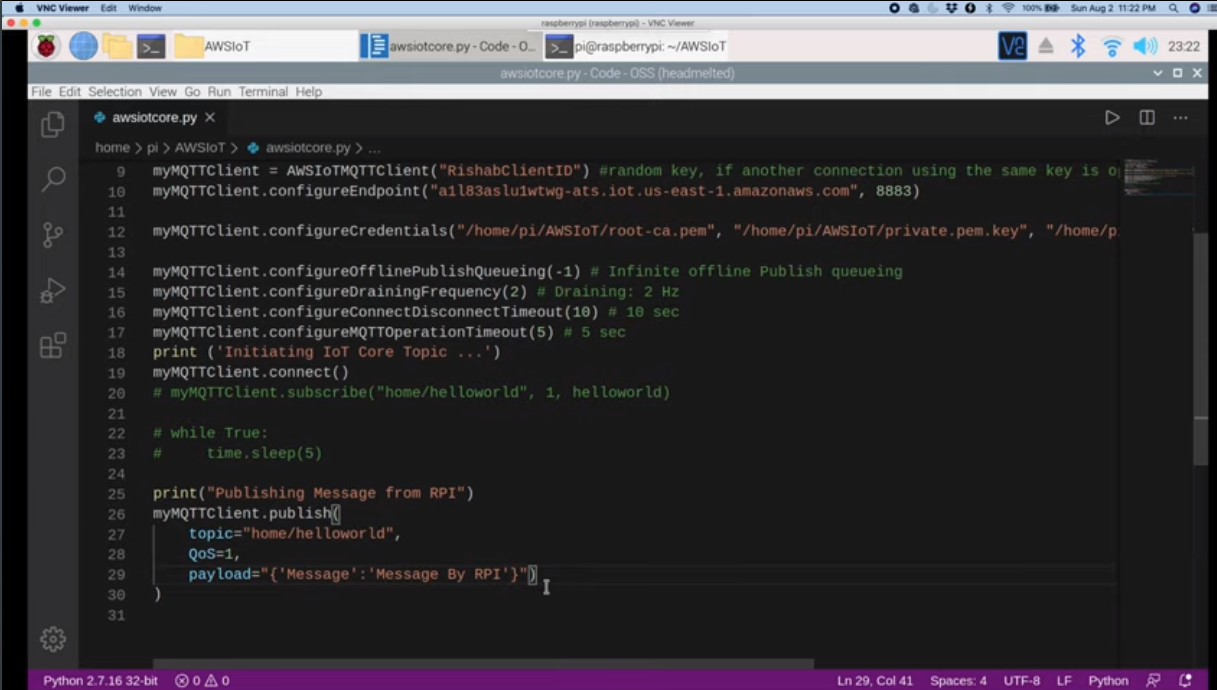 VNC Viewer Edit Window 100% Sun Aug 2 11:22 PM
raspberrypi (raspberrypi) - VNC Viewer
AWSIoT awsiotcore.py - Code - O... pi@raspberrypi: ~/AWSIoT 23:22
awsiotcore.py - Code - OSS (headmelted)
File Edit Selection View Go Run Terminal Help
awsiotcore.py
home > pi > AWSIoT > awsiotcore.py > ...
9 myMQTTClient = AWSIoTMQTTClient("RishabClientID") #random key, if another connection using the same key is o
10 myMQTTClient.configureEndpoint("a1l83aslu1wtwg-ats.iot.us-east-1.amazonaws.com", 8883)
11
12 myMQTTClient.configureCredentials("/home/pi/AWSIoT/root-ca.pem", "/home/pi/AWSIoT/private.pem.key", "/home/p
13
14 myMQTTClient.configureOfflinePublishQueueing(-1) # Infinite offline Publish queueing
15 myMQTTClient.configureDrainingFrequency(2) # Draining: 2 Hz
16 myMQTTClient.configureConnectDisconnectTimeout(10) # 10 sec
17 myMQTTClient.configureMQTTOperationTimeout(5) # 5 sec
18 print ('Initiating IoT Core Topic ...')
19 myMQTTClient.connect()
20 # myMQTTClient.subscribe("home/helloworld", 1, helloworld)
21
22 # while True:
23 #     time.sleep(5)
24
25 print("Publishing Message from RPI")
26 myMQTTClient.publish(
27     topic="home/helloworld",
28     QoS=1,
29     payload="{'Message':'Message By RPI'}")
30 )
31
Python 2.7.16 32-bit 0 0 Ln 29, Col 41 Spaces: 4 UTF-8 LF Python